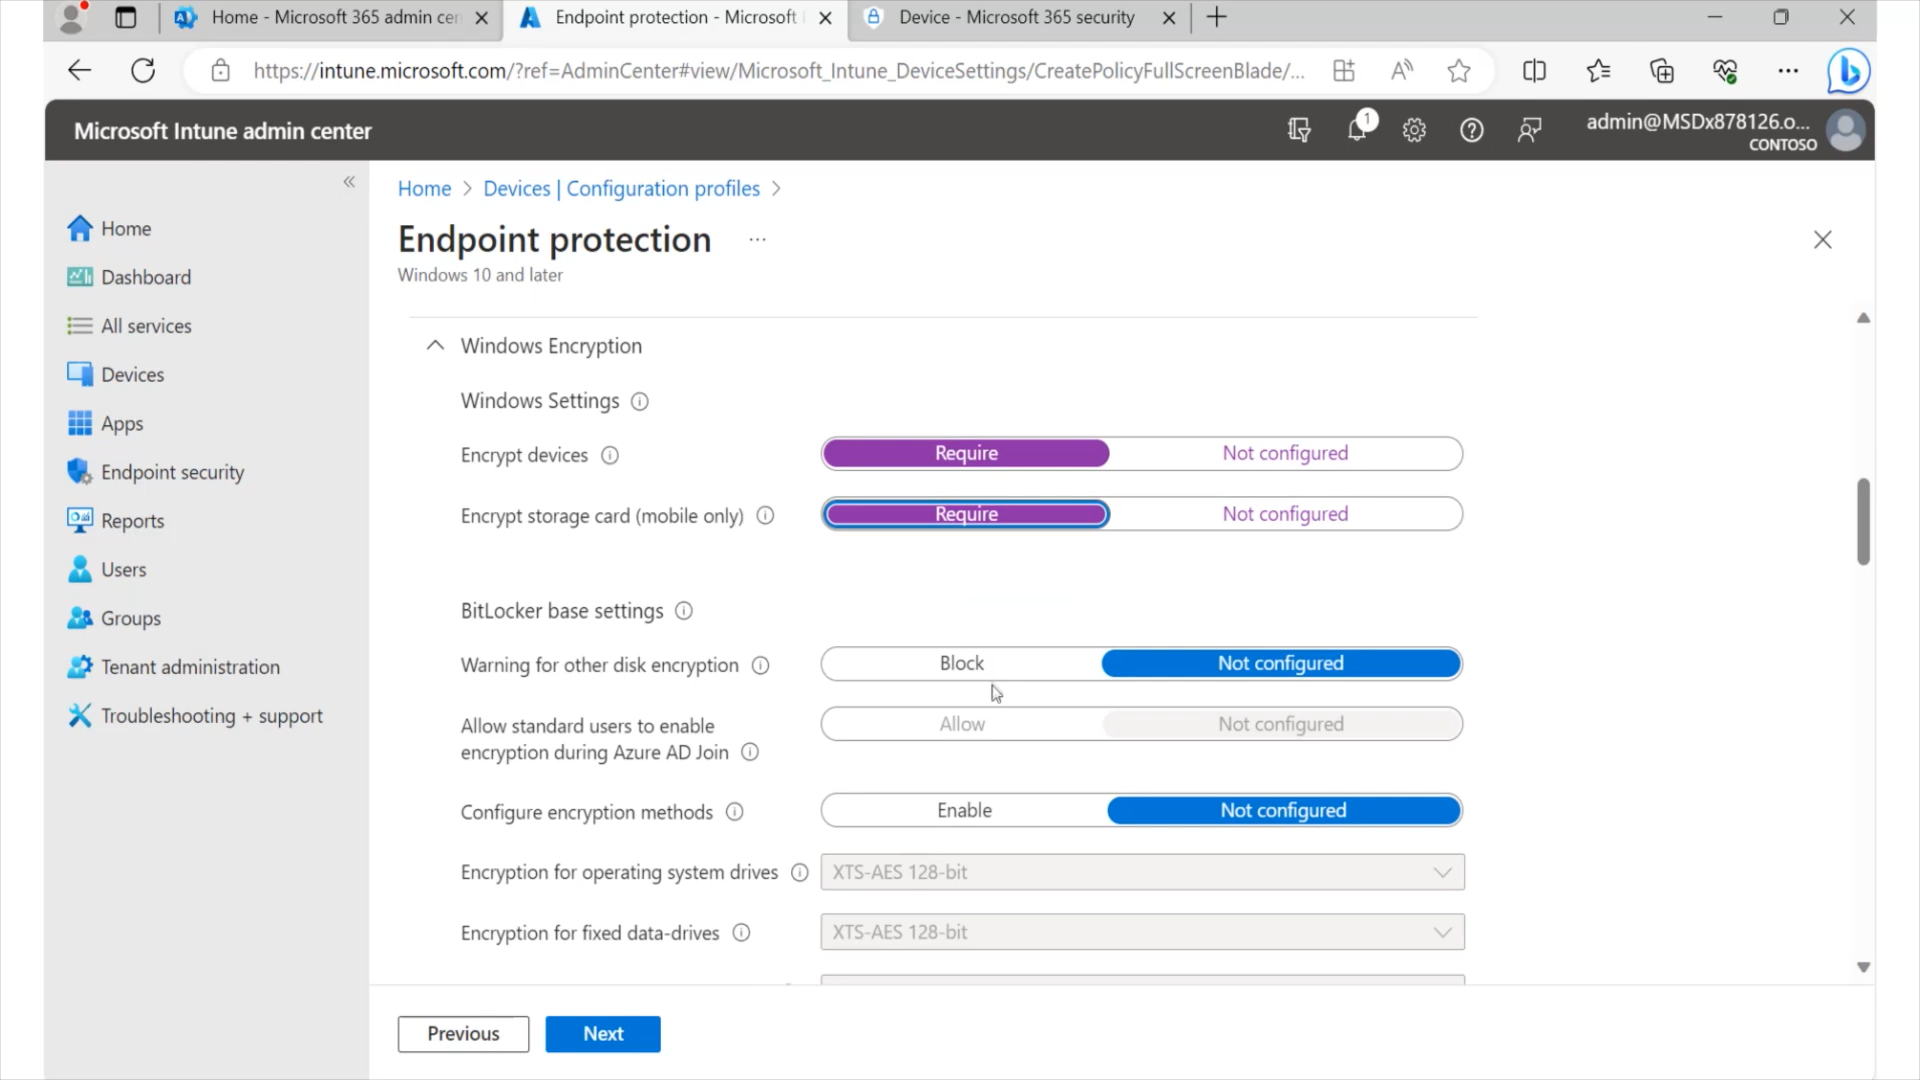 Home - Microsoft 365 admin cen
Endpoint protection - Microsoft
Device - Microsoft 365 security
https://intune.microsoft.com/?ref=AdminCenter#view/Microsoft_Intune_DeviceSettings/CreatePolicyFullScreenBlade/...
Microsoft Intune admin center
1
admin@MSDx878126.o...
CONTOSO
Home
Dashboard
All services
Devices
Apps
Endpoint security
Reports
Users
Groups
Tenant administration
Troubleshooting + support
Home > Devices | Configuration profiles >
Endpoint protection ...
Windows 10 and later
Windows Encryption
Windows Settings
Encrypt devices Require Not configured
Encrypt storage card (mobile only) Require Not configured
BitLocker base settings
Warning for other disk encryption Block Not configured
Allow standard users to enable
encryption during Azure AD Join Allow Not configured
Configure encryption methods Enable Not configured
Encryption for operating system drives XTS-AES 128-bit
Encryption for fixed data-drives XTS-AES 128-bit
Previous Next